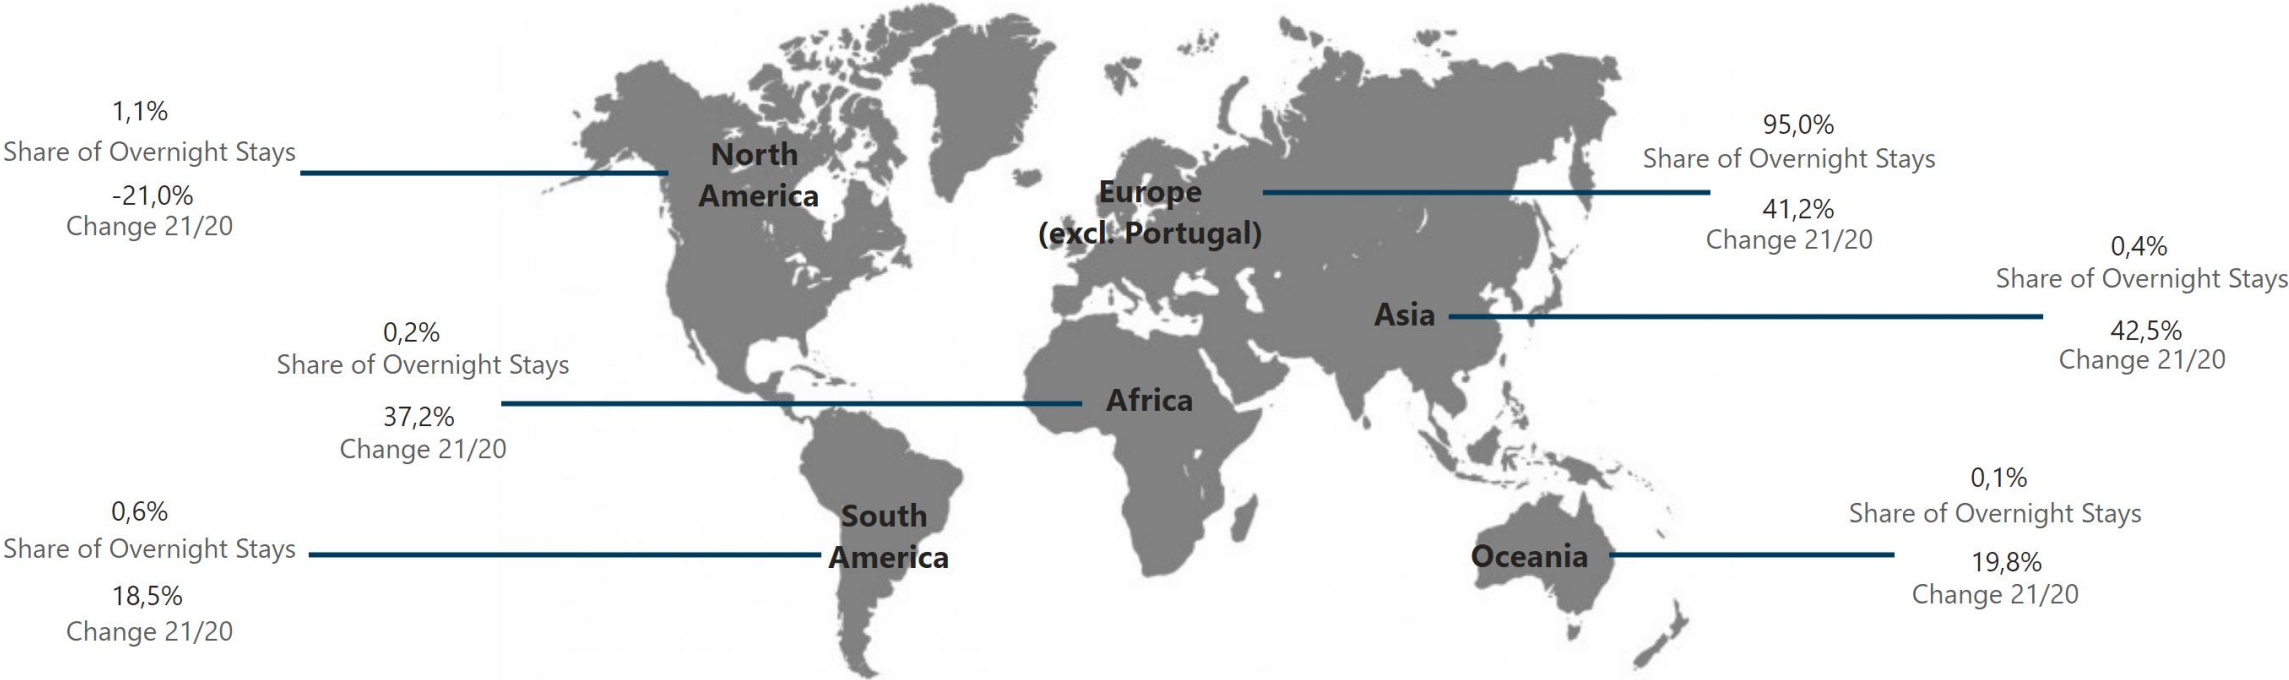 1,1%
Share of Overnight Stays
-21,0%
Change 21/20
North
America
Europe
(excl. Portugal)
95,0%
Share of Overnight Stays
41,2%
Change 21/20
0,4%
Share of Overnight Stays
42,5%
Change 21/20
Asia
0,2%
Share of Overnight Stays
37,2%
Change 21/20
Africa
0,6%
Share of Overnight Stays
18,5%
Change 21/20
South
America
Oceania
0,1%
Share of Overnight Stays
19,8%
Change 21/20